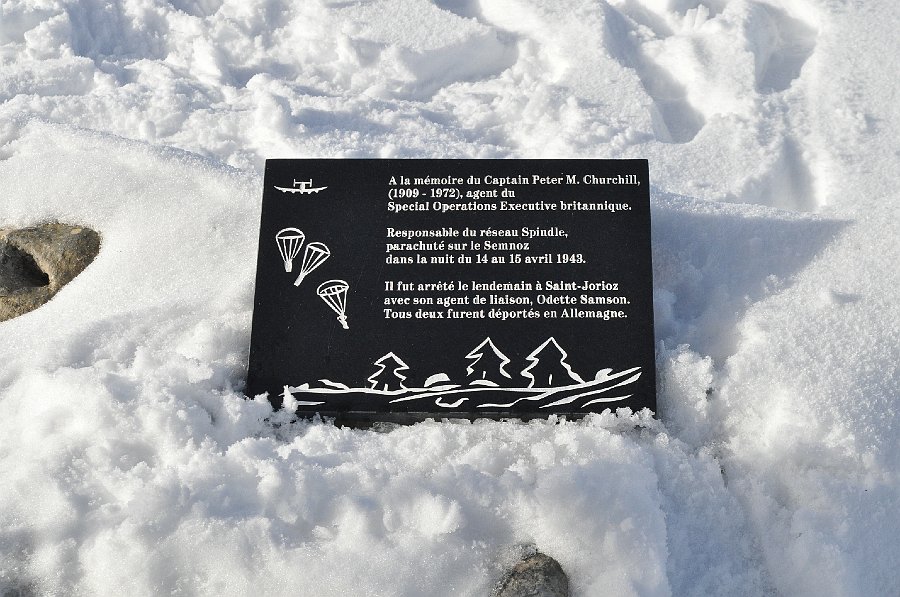 A la mémoire du Captain Peter M. Churchill,
(1909 - 1972), agent du
Special Operations Executive britannique.
Responsable du réseau Spindle,
parachuté sur le Semnoz
dans la nuit du 14 au 15 avril 1943.
Il fut arrêté le lendemain à Saint-Jorioz
avec son agent de liaison, Odette Samson.
Tous deux furent déportés en Allemagne.